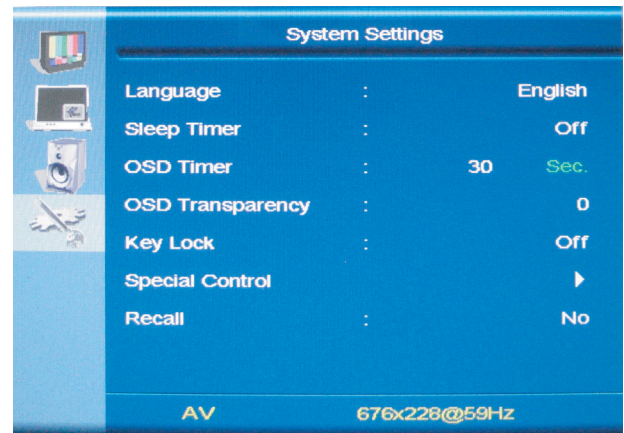 System Settings
Language : English
Sleep Timer : Off
OSD Timer : 30 Sec.
OSD Transparency : 0
Key Lock : Off
Special Control
Recall : No
AV 676x228@59Hz